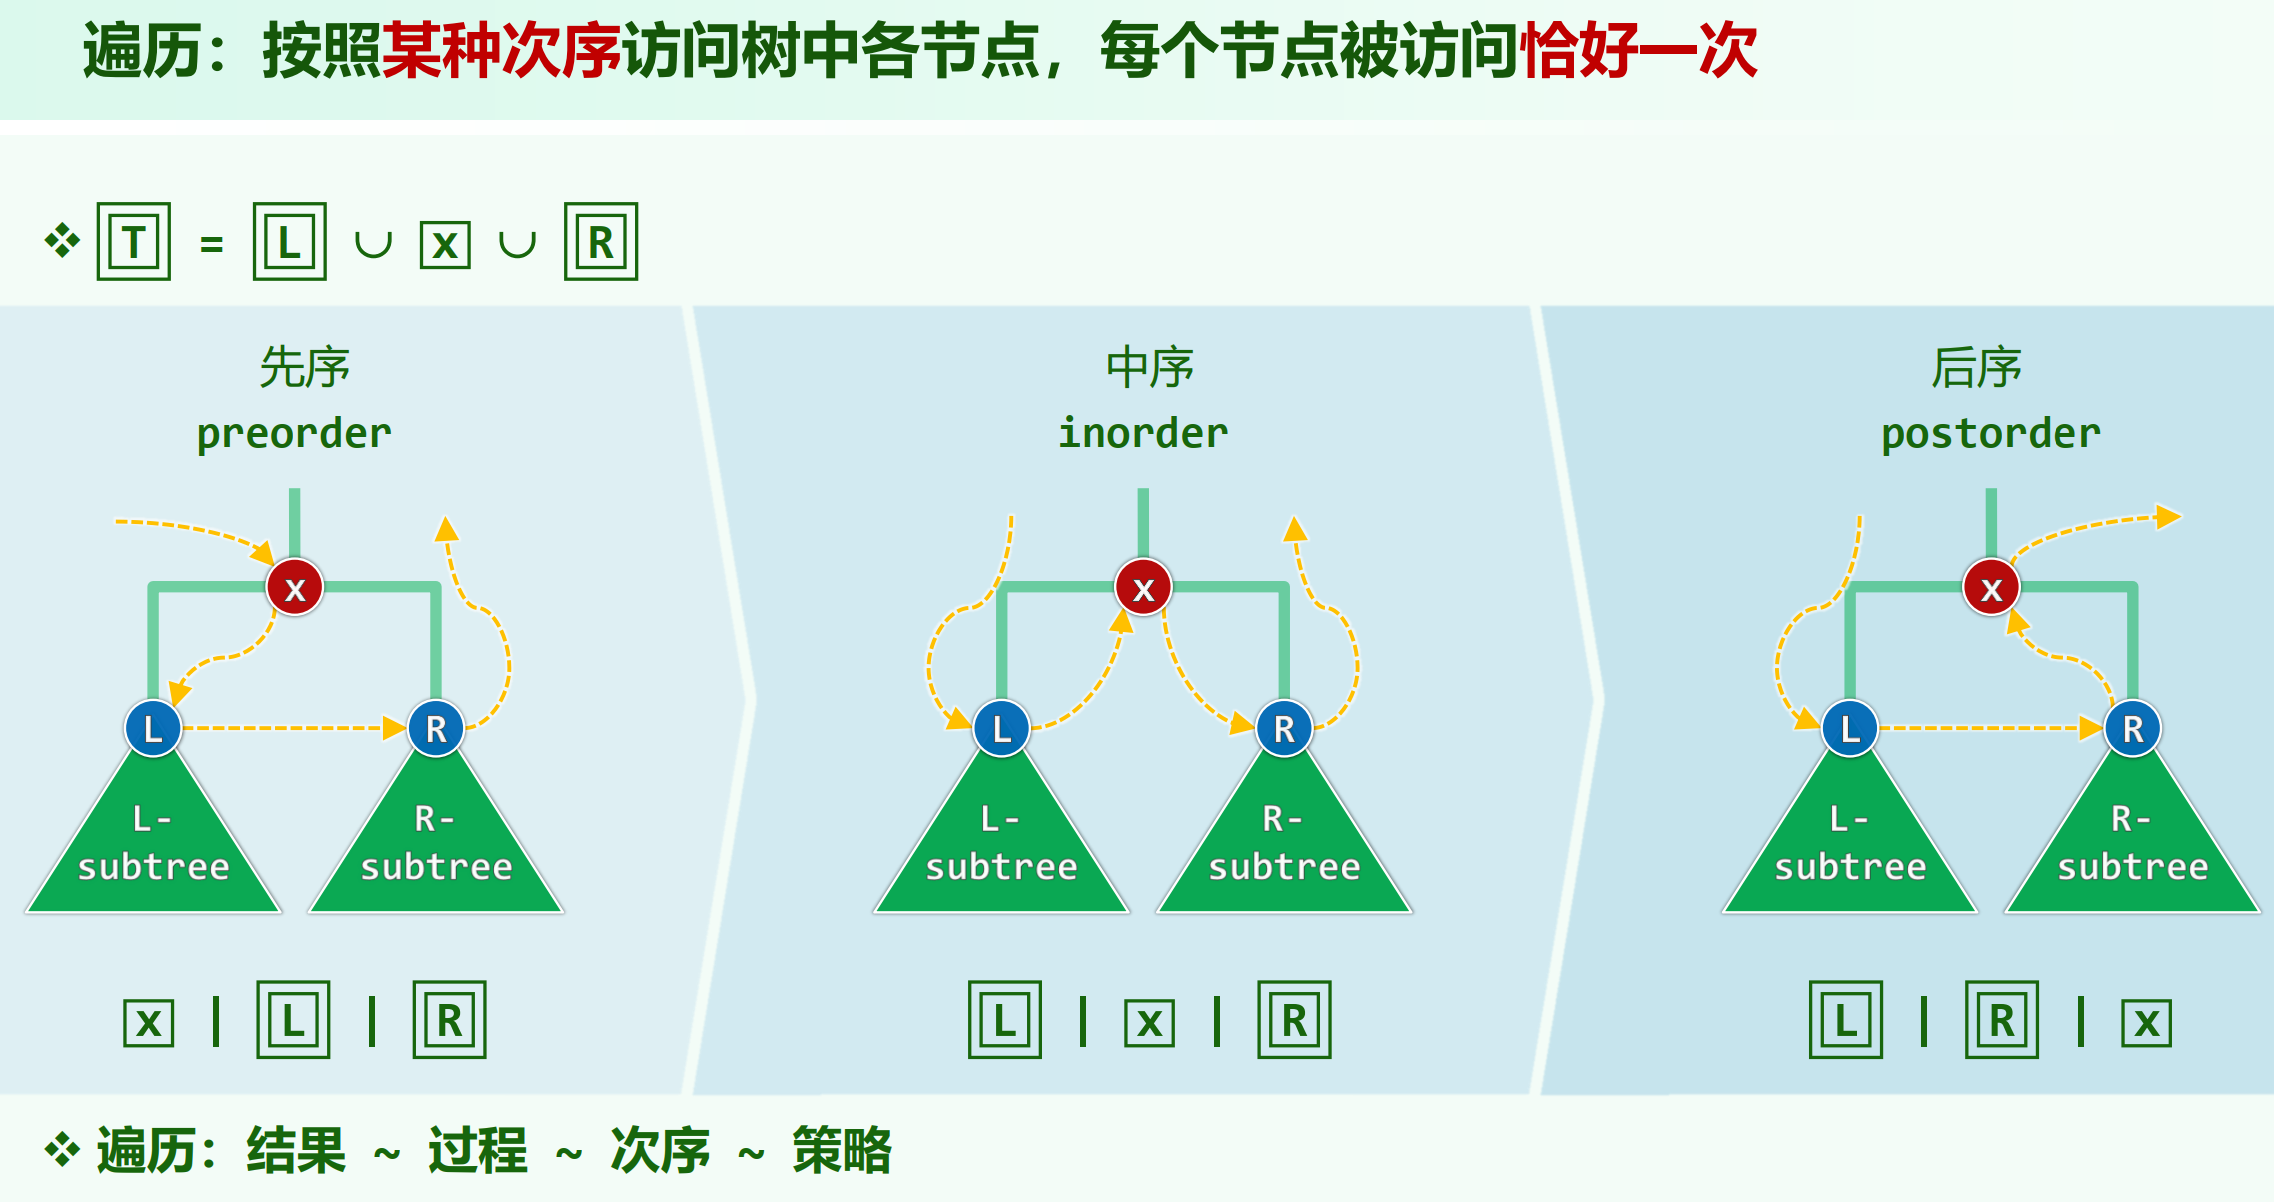 遍历：按照某种次序访问树中各节点，每个节点被访问恰好一次
❖ T = L ∪ x ∪ R
先序
preorder
中序
inorder
后序
postorder
x
L
R
L-
subtree
R-
subtree
x
L
R
L-
subtree
R-
subtree
x
L
R
L-
subtree
R-
subtree
x | L | R
L | x | R
L | R | x
❖ 遍历：结果 ~ 过程 ~ 次序 ~ 策略